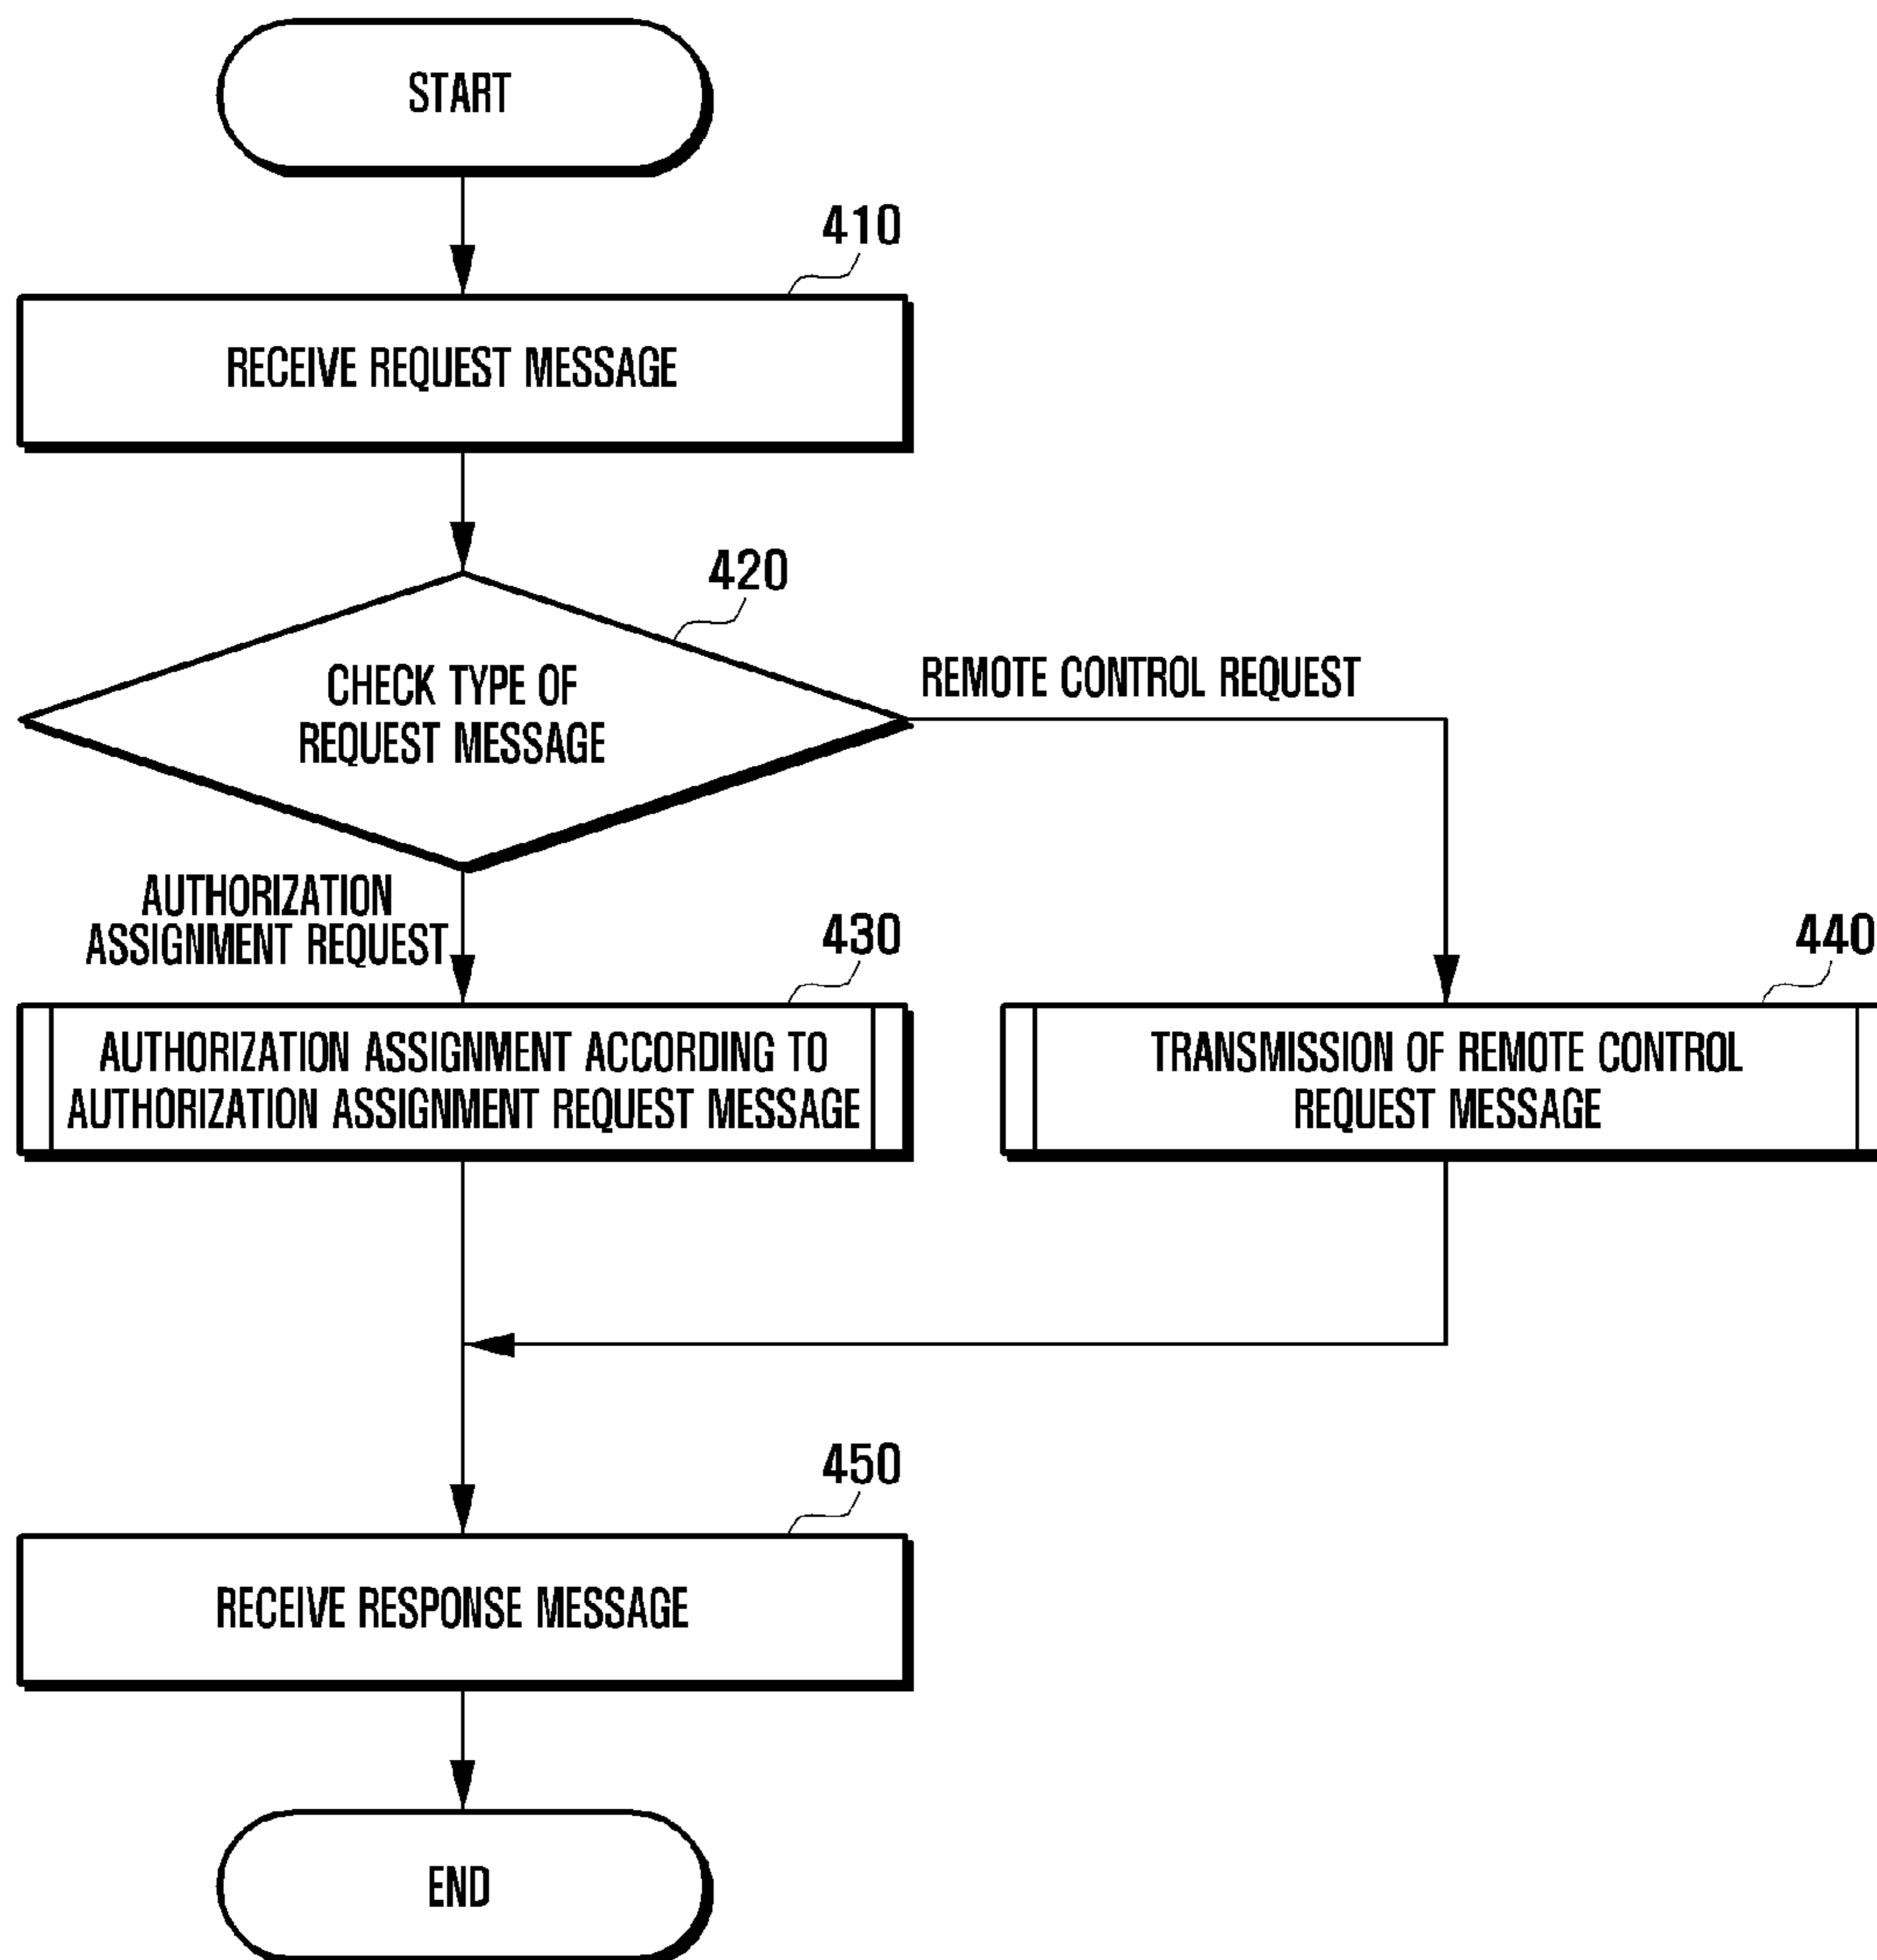 START
410
RECEIVE REQUEST MESSAGE
420
CHECK TYPE OF
REQUEST MESSAGE
REMOTE CONTROL REQUEST
AUTHORIZATION
ASSIGNMENT REQUEST
430
AUTHORIZATION ASSIGNMENT ACCORDING TO
AUTHORIZATION ASSIGNMENT REQUEST MESSAGE
440
TRANSMISSION OF REMOTE CONTROL
REQUEST MESSAGE
450
RECEIVE RESPONSE MESSAGE
END